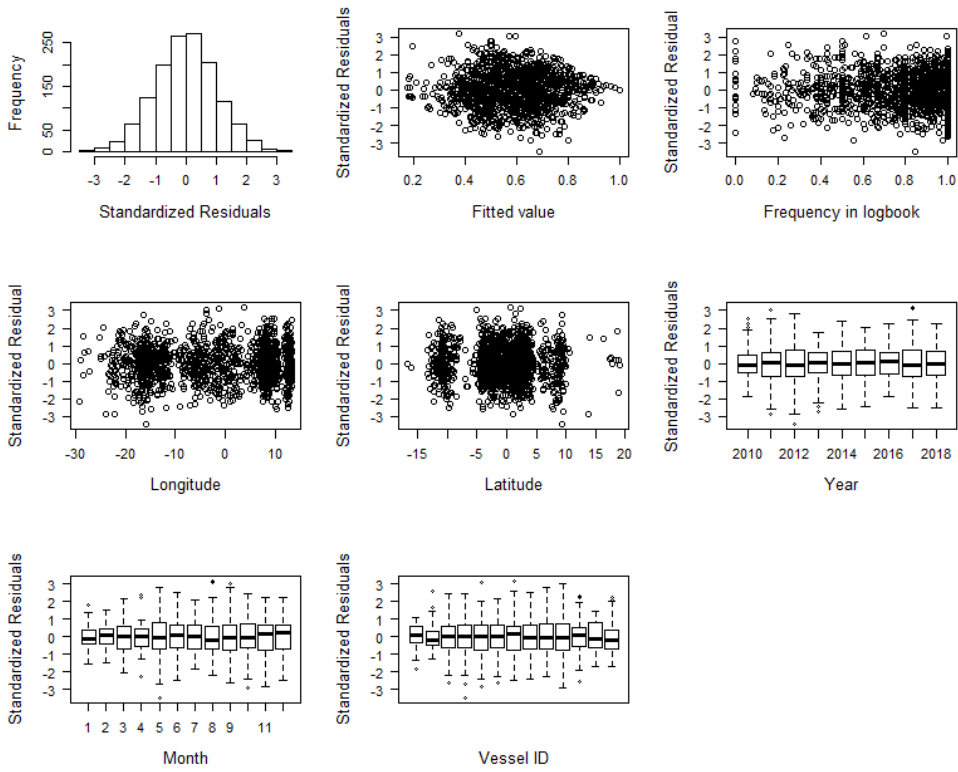 Frequency
250
150
50
0
-3 -2 -1 0 1 2 3
Standardized Residuals
Standardized Residuals
3
2
1
0
-1
-2
-3
0.2 0.4 0.6 0.8 1.0
Fitted value
Standardized Residual
3
2
1
0
-1
-2
-3
0.0 0.2 0.4 0.6 0.8 1.0
Frequency in logbook
Standardized Residual
3
2
1
0
-1
-2
-3
-30 -20 -10 0 10
Longitude
Standardized Residual
3
2
1
0
-1
-2
-3
-15 -5 0 5 10 15 20
Latitude
Standardized Residuals
3
2
1
0
-1
-2
-3
2010 2012 2014 2016 2018
Year
Standardized Residuals
3
2
1
0
-1
-2
-3
1 2 3 4 5 6 7 8 9 11
Month
Standardized Residuals
3
2
1
0
-1
-2
-3
Vessel ID